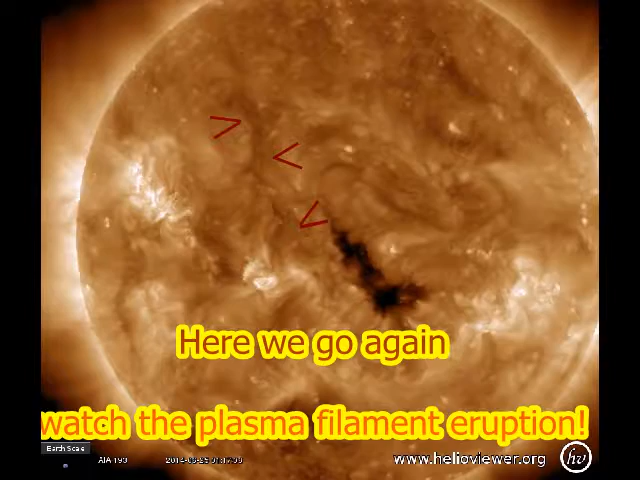 Here we go again
watch the plasma filament eruption!
Earth Scale
AIA 193
www.helioviewer.org
hv